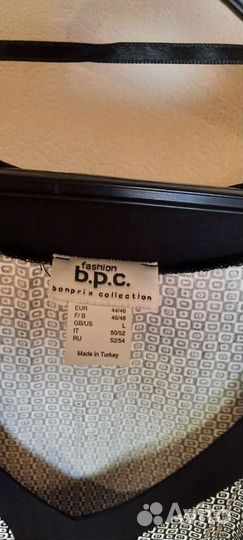 fashion
b.p.c.
bonprix collection
EUR 44/46
F/B 46/48
GB/US L
IT 50/52
RU 52/54
Made in Turkey
Avito